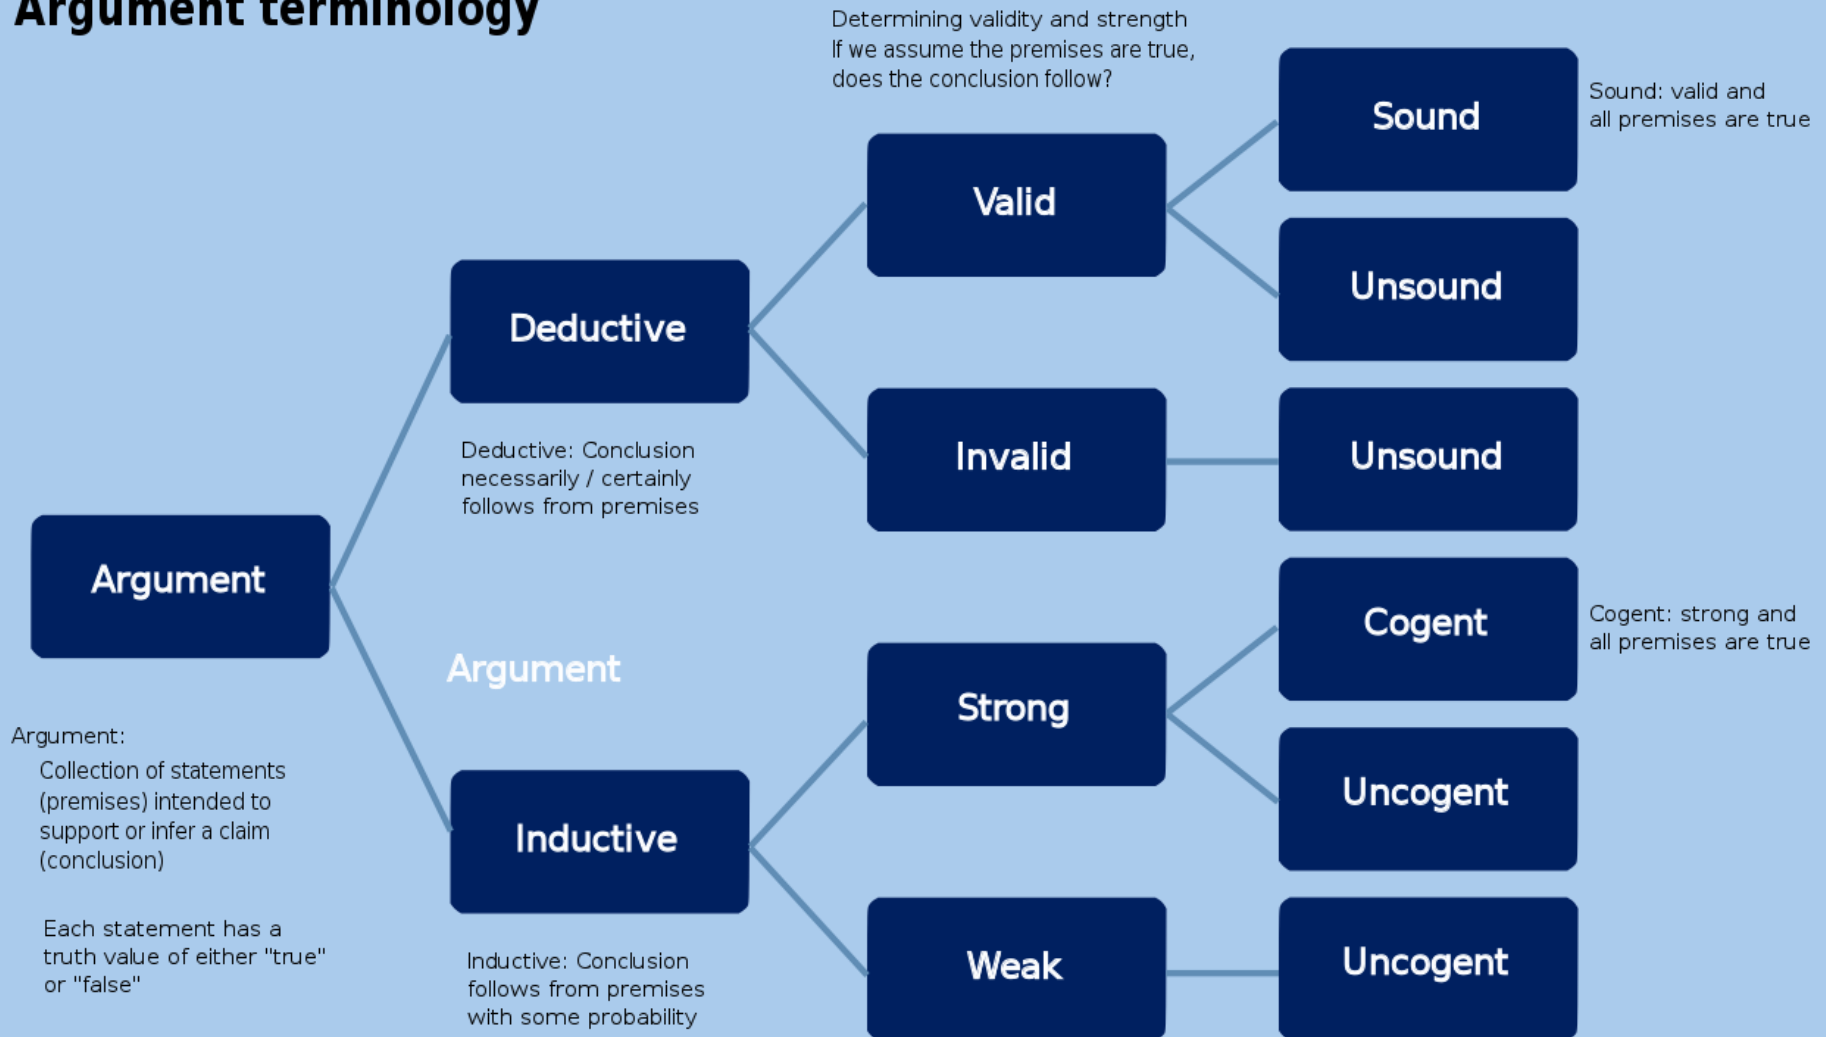 Argument terminology
Determining validity and strength
If we assume the premises are true,
does the conclusion follow?
Sound
Sound: valid and
all premises are true
Valid
Unsound
Deductive
Deductive: Conclusion
necessarily / certainly
follows from premises
Invalid
Unsound
Argument
Argument:
Collection of statements
(premises) intended to
support or infer a claim
(conclusion)
Each statement has a
truth value of either "true"
or "false"
Argument
Cogent
Cogent: strong and
all premises are true
Strong
Uncogent
Inductive
Inductive: Conclusion
follows from premises
with some probability
Weak
Uncogent